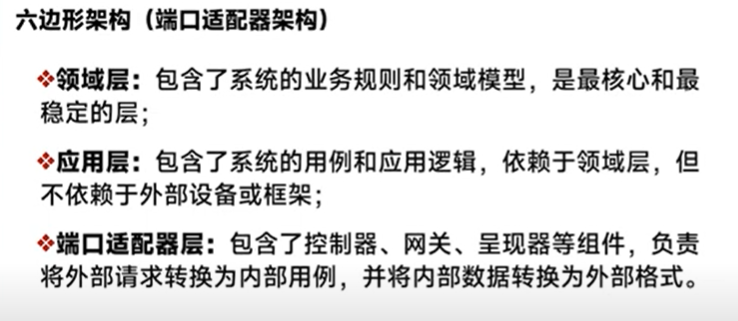 六边形架构（端口适配器架构）
❖领域层：包含了系统的业务规则和领域模型，是最核心和最
稳定的层；
❖应用层：包含了系统的用例和应用逻辑，依赖于领域层，但
不依赖于外部设备或框架；
❖端口适配器层：包含了控制器、网关、呈现器等组件，负责
将外部请求转换为内部用例，并将内部数据转换为外部格式。